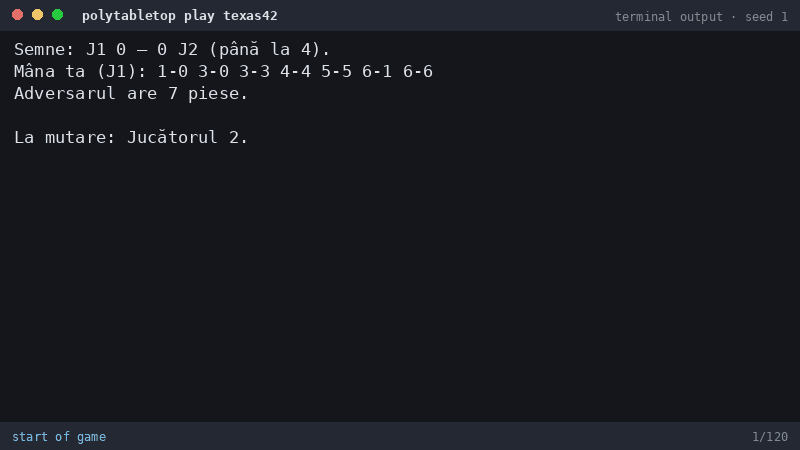 polytabletop play texas42
terminal output · seed 1
Semne: J1 0 — 0 J2 (până la 4).
Mâna ta (J1): 1-0 3-0 3-3 4-4 5-5 6-1 6-6
Adversarul are 7 piese.
La mutare: Jucătorul 2.
start of game
1/120